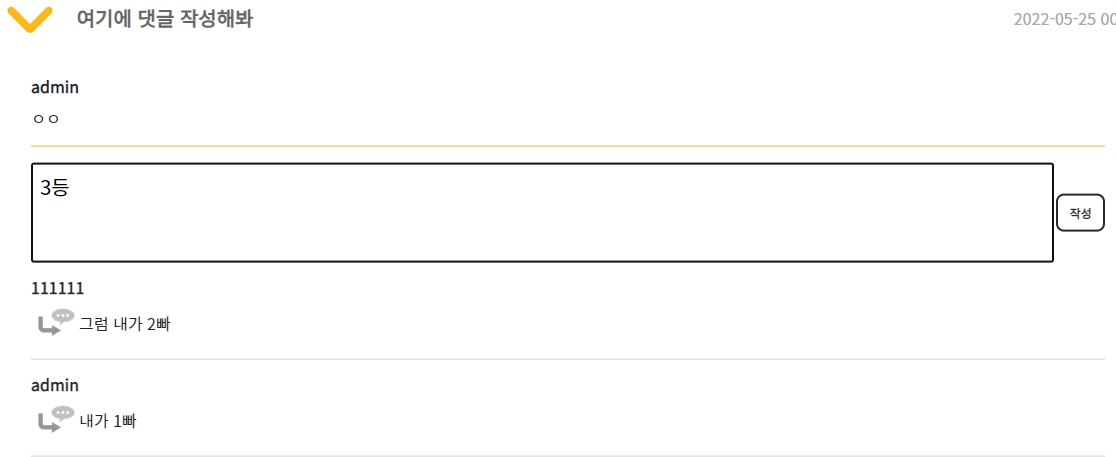 여기에 댓글 작성해봐 2022-05-25 00
admin
ㅇㅇ
3등
작성
111111
그럼 내가 2빠
admin
내가 1빠